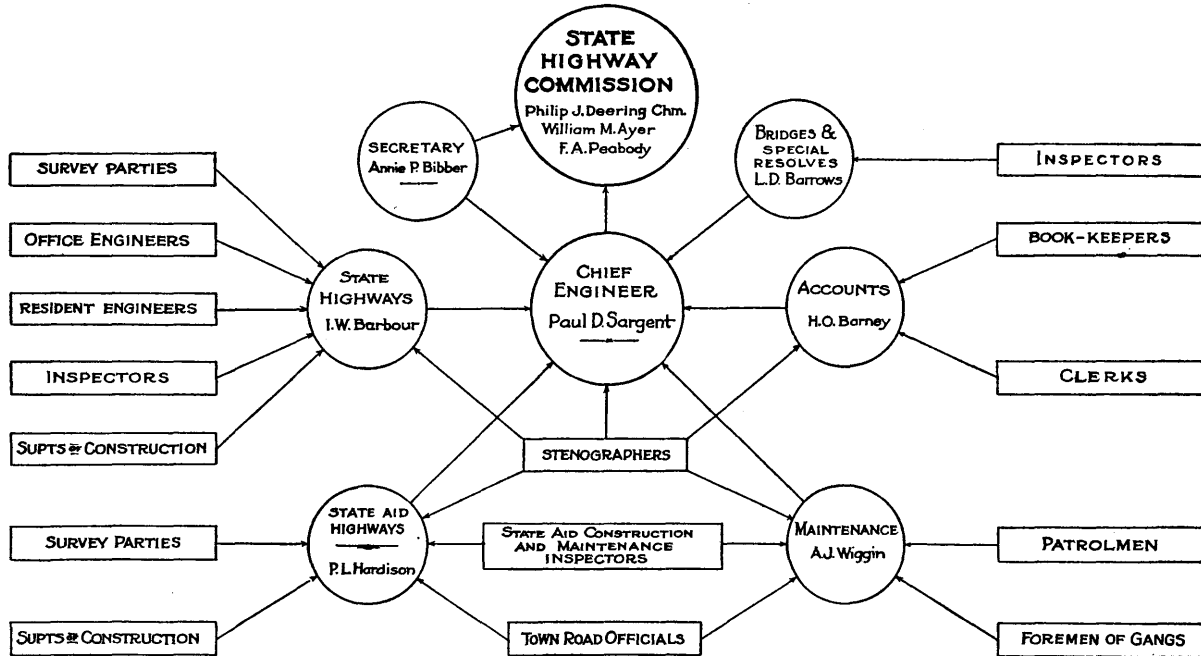 STATE
HIGHWAY
COMMISSION
Philip J. Deering Chm.
William M. Ayer
F. A. Peabody
SECRETARY
Annie P. Bibber
BRIDGES &
SPECIAL
RESOLVES
L. D. Barrows
SURVEY PARTIES
OFFICE ENGINEERS
RESIDENT ENGINEERS
INSPECTORS
SUPTS OF CONSTRUCTION
STATE
HIGHWAYS
I. W. Barbour
CHIEF
ENGINEER
Paul D. Sargent
ACCOUNTS
H. O. Barney
INSPECTORS
BOOK-KEEPERS
CLERKS
STENOGRAPHERS
SURVEY PARTIES
SUPTS OF CONSTRUCTION
STATE AID
HIGHWAYS
P. L. Hardison
STATE AID CONSTRUCTION
AND MAINTENANCE
INSPECTORS
TOWN ROAD OFFICIALS
MAINTENANCE
A. J. Wiggin
PATROLMEN
FOREMEN OF GANGS